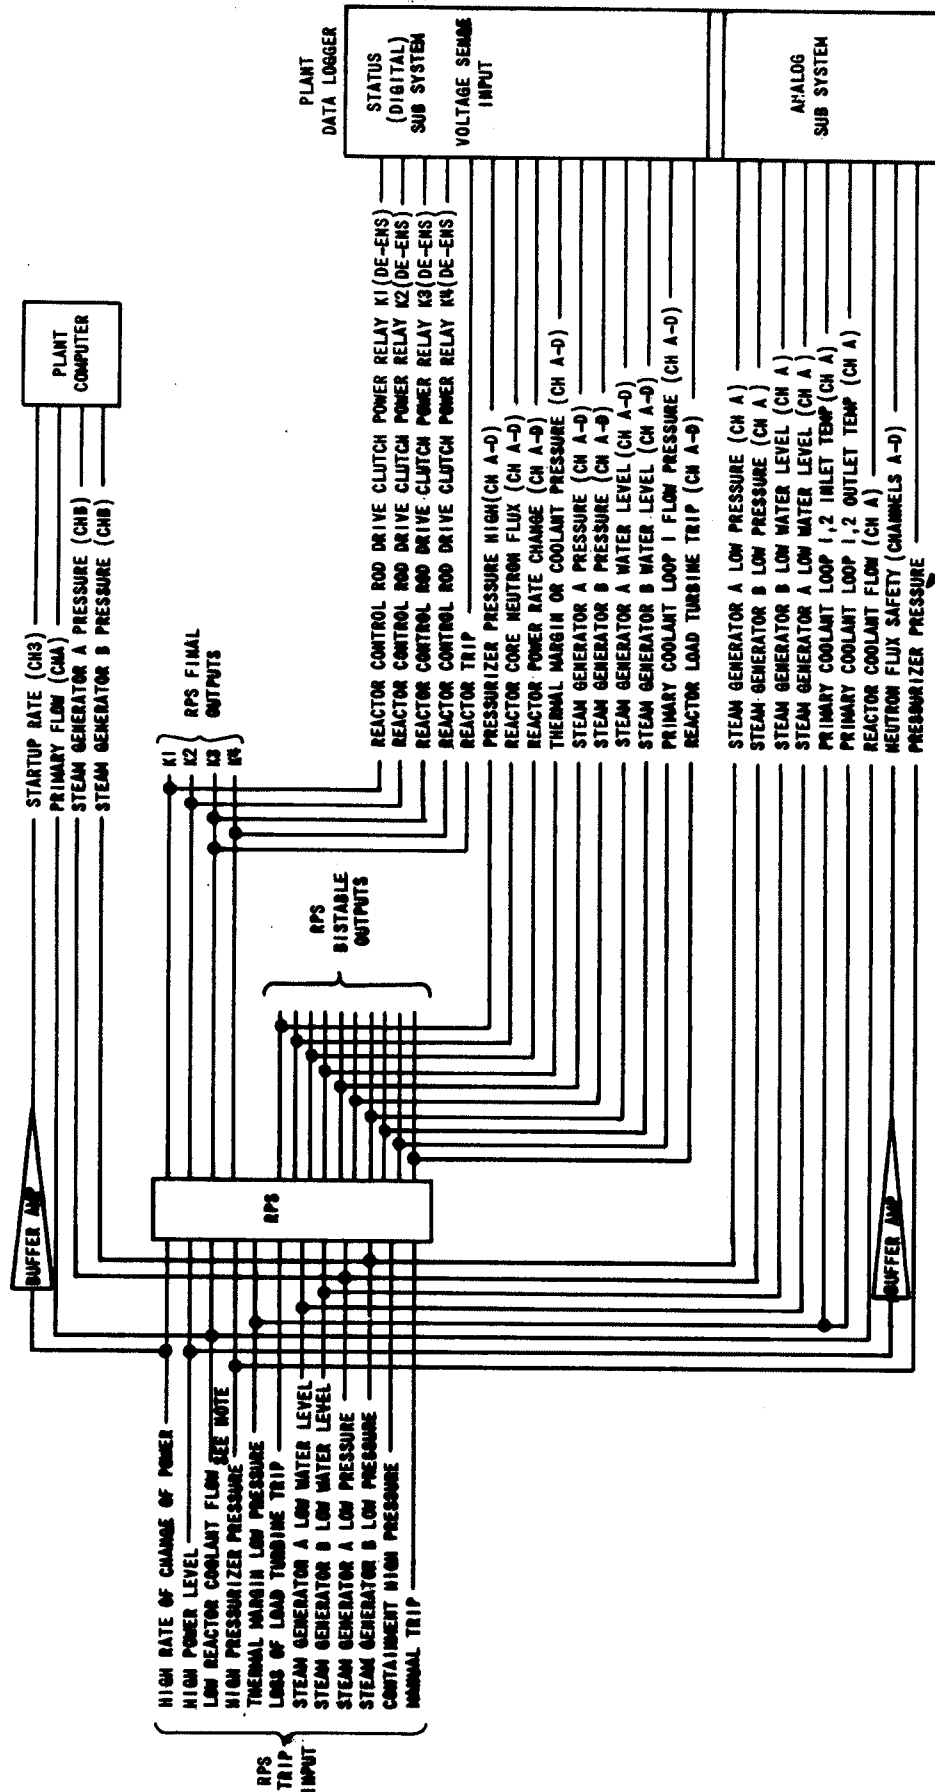 RPS
TRIP
INPUT
HIGH RATE OF CHANGE OF POWER
HIGH POWER LEVEL
LOW REACTOR COOLANT FLOW
SEE NOTE
HIGH PRESSURIZER PRESSURE
THERMAL MARGIN LOW PRESSURE
LOSS OF LOAD TURBINE TRIP
STEAM GENERATOR A LOW WATER LEVEL
STEAM GENERATOR B LOW WATER LEVEL
STEAM GENERATOR A LOW PRESSURE
STEAM GENERATOR B LOW PRESSURE
CONTAINMENT HIGH PRESSURE
MANUAL TRIP
BUFFER AMP
RPS
BUFFER AMP
RPS
BISTABLE
OUTPUTS
K1
K2
K3
K4
RPS FINAL
OUTPUTS
STARTUP RATE (CH3)
PRIMARY FLOW (CHA)
STEAM GENERATOR A PRESSURE (CHB)
STEAM GENERATOR B PRESSURE (CHB)
PLANT
COMPUTER
REACTOR CONTROL ROD DRIVE CLUTCH POWER RELAY K1(DE-ENS)
REACTOR CONTROL ROD DRIVE CLUTCH POWER RELAY K2(DE-ENS)
REACTOR CONTROL ROD DRIVE CLUTCH POWER RELAY K3(DE-ENS)
REACTOR CONTROL ROD DRIVE CLUTCH POWER RELAY K4(DE-ENS)
REACTOR TRIP
PRESSURIZER PRESSURE HIGH(CH A-D)
REACTOR CORE NEUTRON FLUX (CH A-D)
REACTOR POWER RATE CHANGE (CH A-D)
THERMAL MARGIN OR COOLANT PRESSURE (CH A-D)
STEAM GENERATOR A PRESSURE (CH A-D)
STEAM GENERATOR B PRESSURE (CH A-D)
STEAM GENERATOR A WATER LEVEL (CH A-D)
STEAM GENERATOR B WATER LEVEL (CH A-D)
PRIMARY COOLANT LOOP 1 FLOW PRESSURE (CH A-D)
REACTOR LOAD TURBINE TRIP (CH A-D)
STEAM GENERATOR A LOW PRESSURE (CH A)
STEAM GENERATOR B LOW PRESSURE (CH A)
STEAM GENERATOR B LOW WATER LEVEL (CH A)
STEAM GENERATOR A LOW WATER LEVEL (CH A)
PRIMARY COOLANT LOOP 1,2 INLET TEMP(CH A)
PRIMARY COOLANT LOOP 1,2 OUTLET TEMP (CH A)
REACTOR COOLANT FLOW (CH A)
NEUTRON FLUX SAFETY (CHANNELS A-D)
PRESSURIZER PRESSURE
PLANT
DATA LOGGER
STATUS
(DIGITAL)
SUB SYSTEM
VOLTAGE SENSE
INPUT
ANALOG
SUB SYSTEM